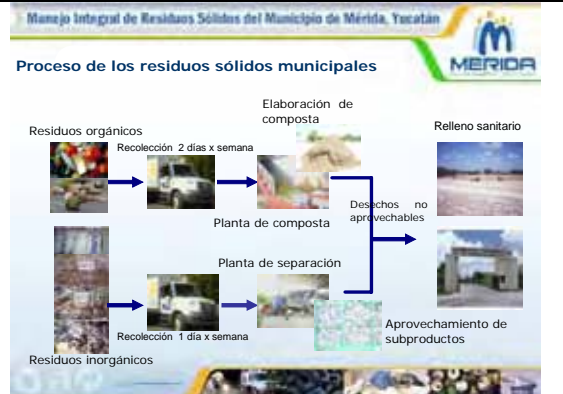 Manejo Integral de Residuos Sólidos del Municipio de Mérida, Yucatán
MERIDA
Proceso de los residuos sólidos municipales
Elaboración de
composta
Relleno sanitario
Residuos orgánicos
Recolección 2 días x semana
Desechos no
aprovechables
Planta de composta
Planta de separación
Recolección 1 día x semana
Aprovechamiento de
subproductos
Residuos inorgánicos